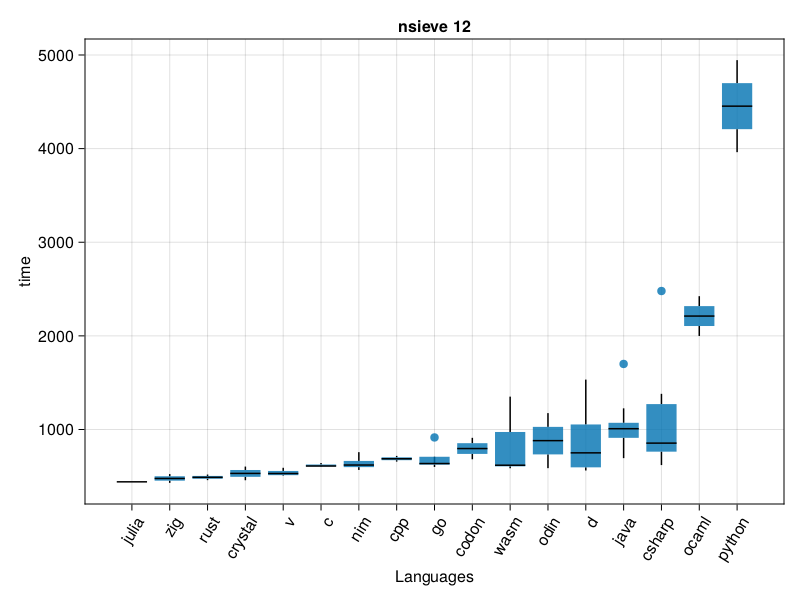 nsieve 12
5000
4000
3000
2000
1000
time
julia
zig
rust
crystal
v
c
nim
cpp
go
codon
wasm
odin
d
java
csharp
ocaml
python
Languages